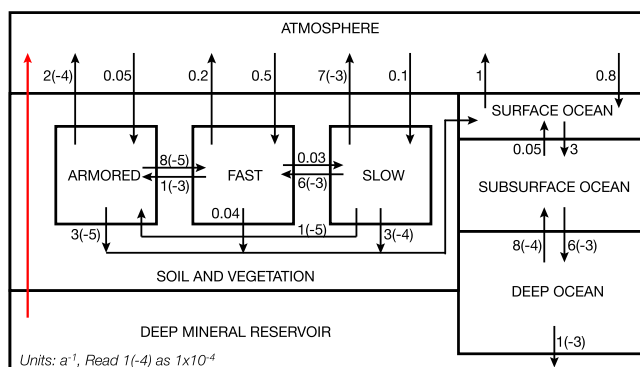 ATMOSPHERE
2(-4) 0.05 0.2 0.5 7(-3) 0.1 1 0.8
SURFACE OCEAN
0.05 3
ARMORED 8(-5) 1(-3) FAST 0.03 6(-3) SLOW
SUBSURFACE OCEAN
0.04
3(-5) 1(-5) 3(-4)
8(-4) 6(-3)
SOIL AND VEGETATION
DEEP OCEAN
DEEP MINERAL RESERVOIR
1(-3)
Units: a⁻¹, Read 1(-4) as 1x10⁻⁴